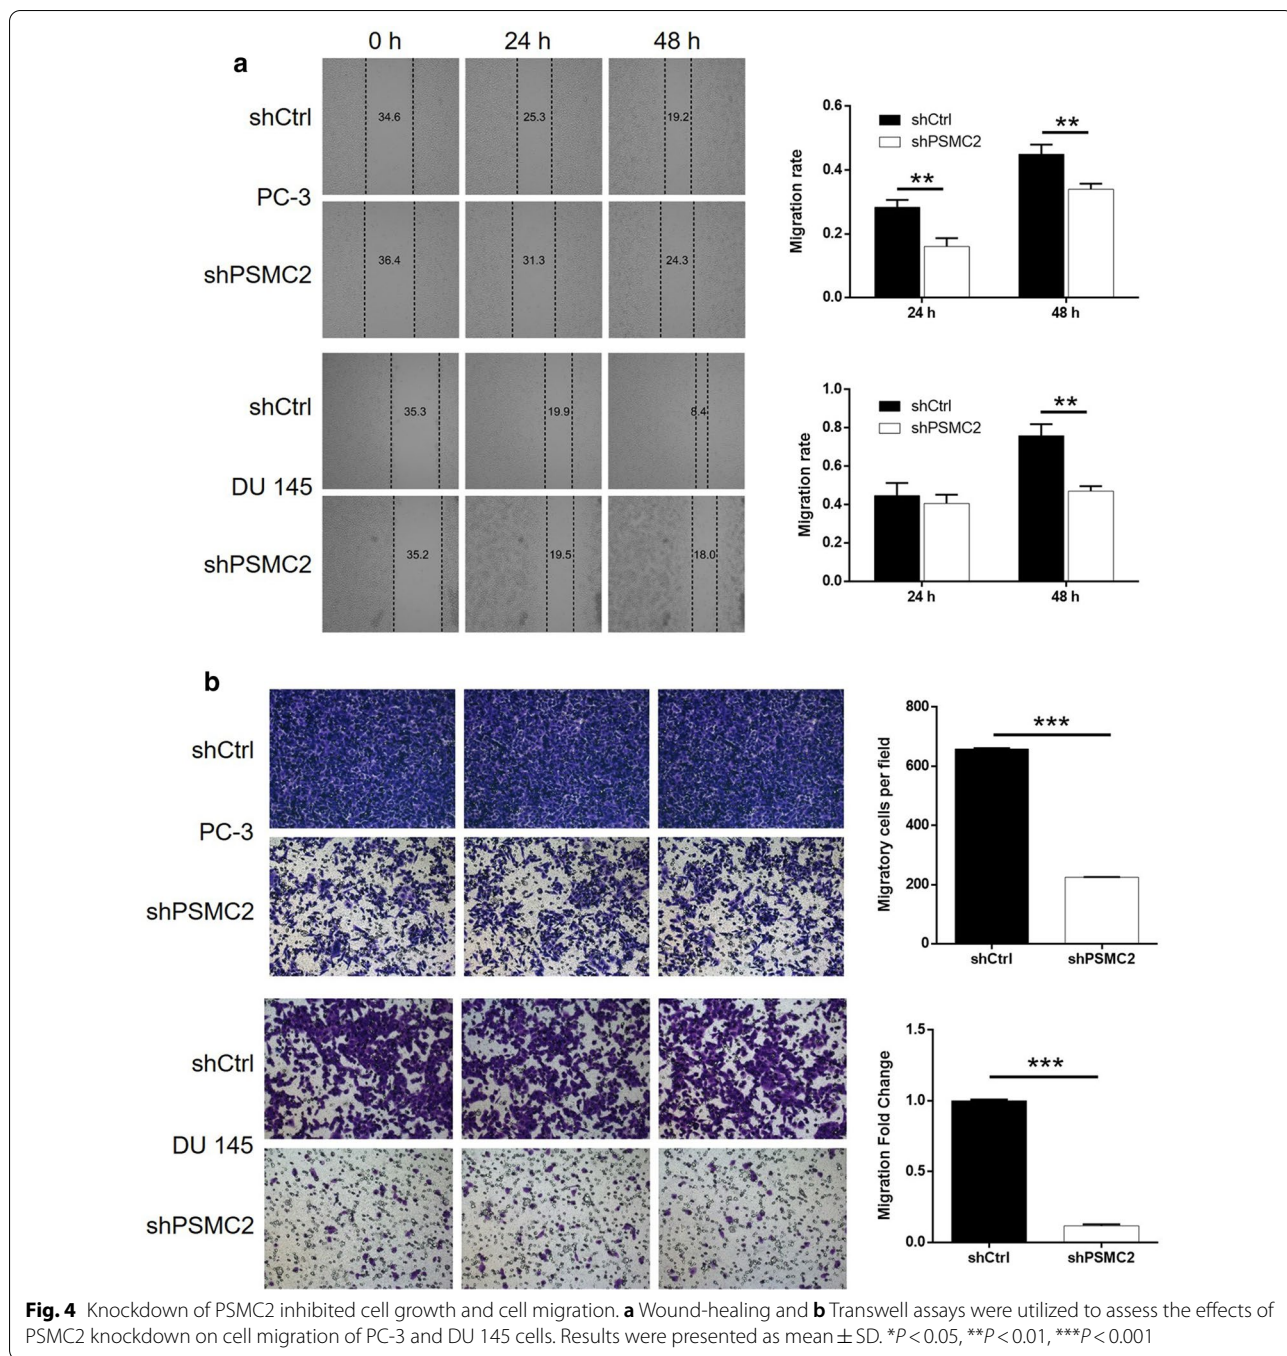 0 h 24 h 48 h
a
shCtrl
34.6 25.3 19.2
PC-3
shPSMC2
36.4 31.3 24.3
shCtrl
35.3 19.9 8.4
DU 145
shPSMC2
35.2 19.5 18.0
Migration rate
0.6
0.4
0.2
0.0
shCtrl
shPSMC2
**
**
24 h 48 h
Migration rate
1.0
0.8
0.6
0.4
0.2
0.0
shCtrl
shPSMC2
**
24 h 48 h
b
shCtrl
PC-3
shPSMC2
shCtrl
DU 145
shPSMC2
Migratory cells per field
800
600
400
200
0
***
shCtrl shPSMC2
Migration Fold Change
1.5
1.0
0.5
0.0
***
shCtrl shPSMC2
Fig. 4 Knockdown of PSMC2 inhibited cell growth and cell migration. a Wound-healing and b Transwell assays were utilized to assess the effects of
PSMC2 knockdown on cell migration of PC-3 and DU 145 cells. Results were presented as mean ± SD. *P < 0.05, **P < 0.01, ***P < 0.001